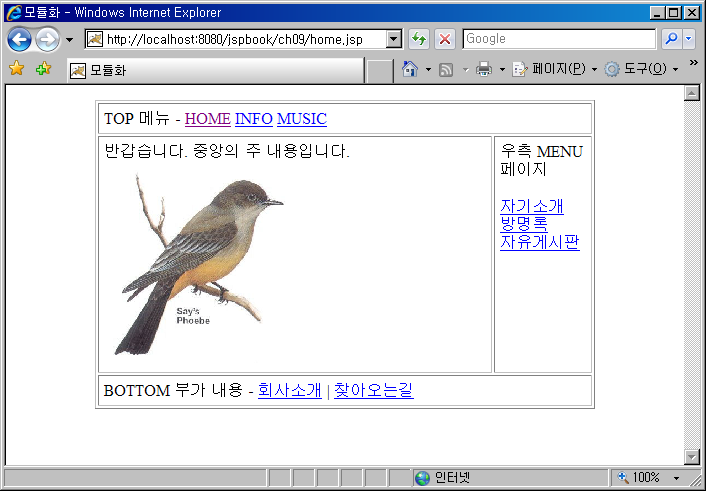 모듈화 - Windows Internet Explorer
http://localhost:8080/jspbook/ch09/home.jsp
Google
모듈화
페이지(P)
도구(O)
»
TOP 메뉴 - HOME INFO MUSIC
반갑습니다. 중앙의 주 내용입니다.
Say's
Phoebe
우측 MENU
페이지
자기소개
방명록
자유게시판
BOTTOM 부가 내용 - 회사소개 | 찾아오는길
인터넷
100%